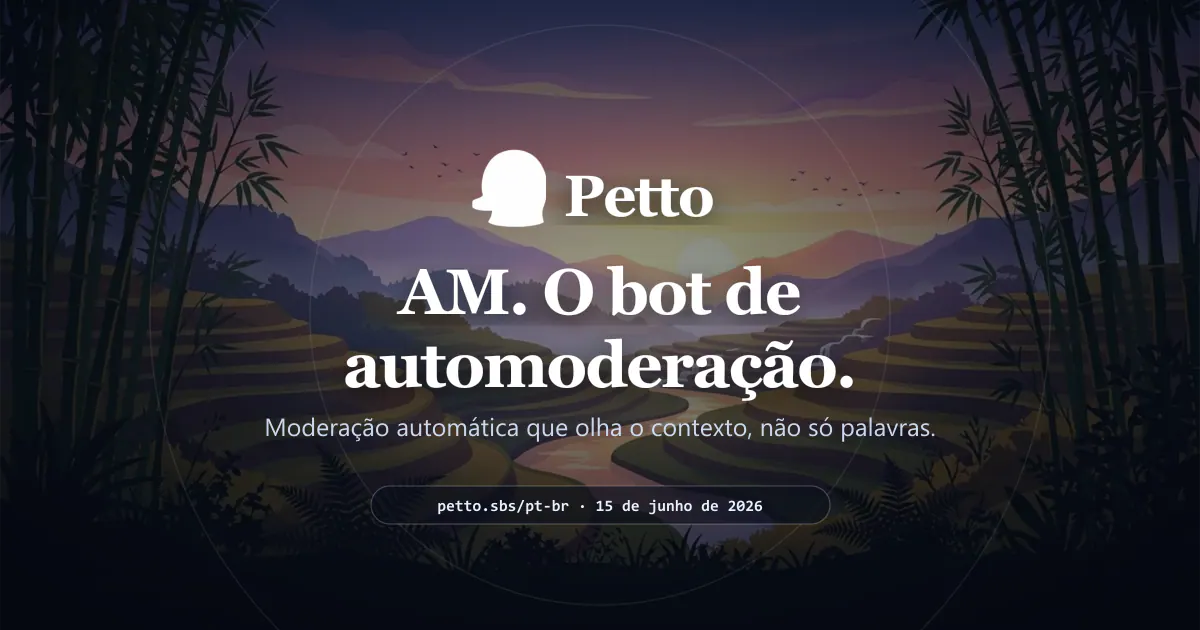 Petto
AM. O bot de
automoderação.
Moderação automática que olha o contexto, não só palavras.
petto.sbs/pt-br · 15 de junho de 2026